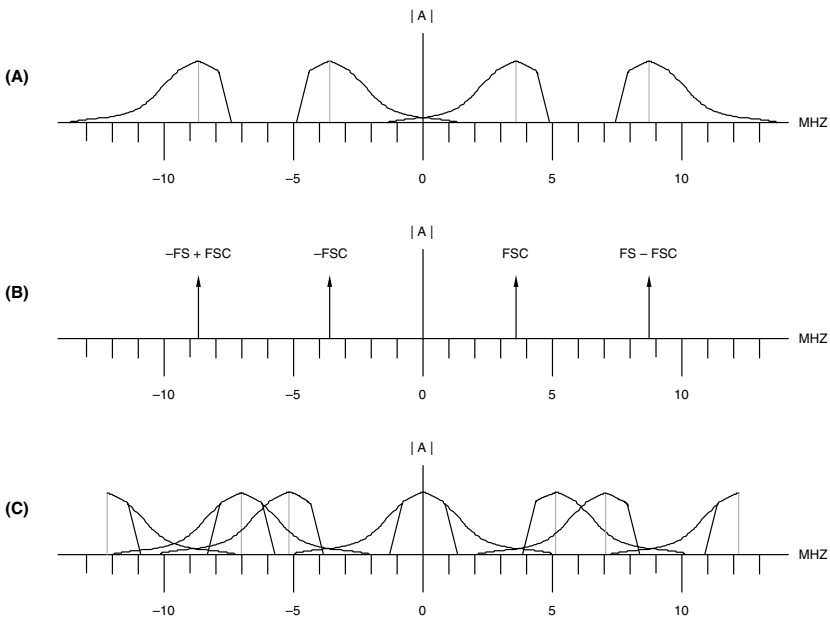 | A |
(A)
MHZ
–10 –5 0 5 10
| A |
–FS + FSC –FSC FSC FS – FSC
(B)
MHZ
–10 –5 0 5 10
| A |
(C)
MHZ
–10 –5 0 5 10